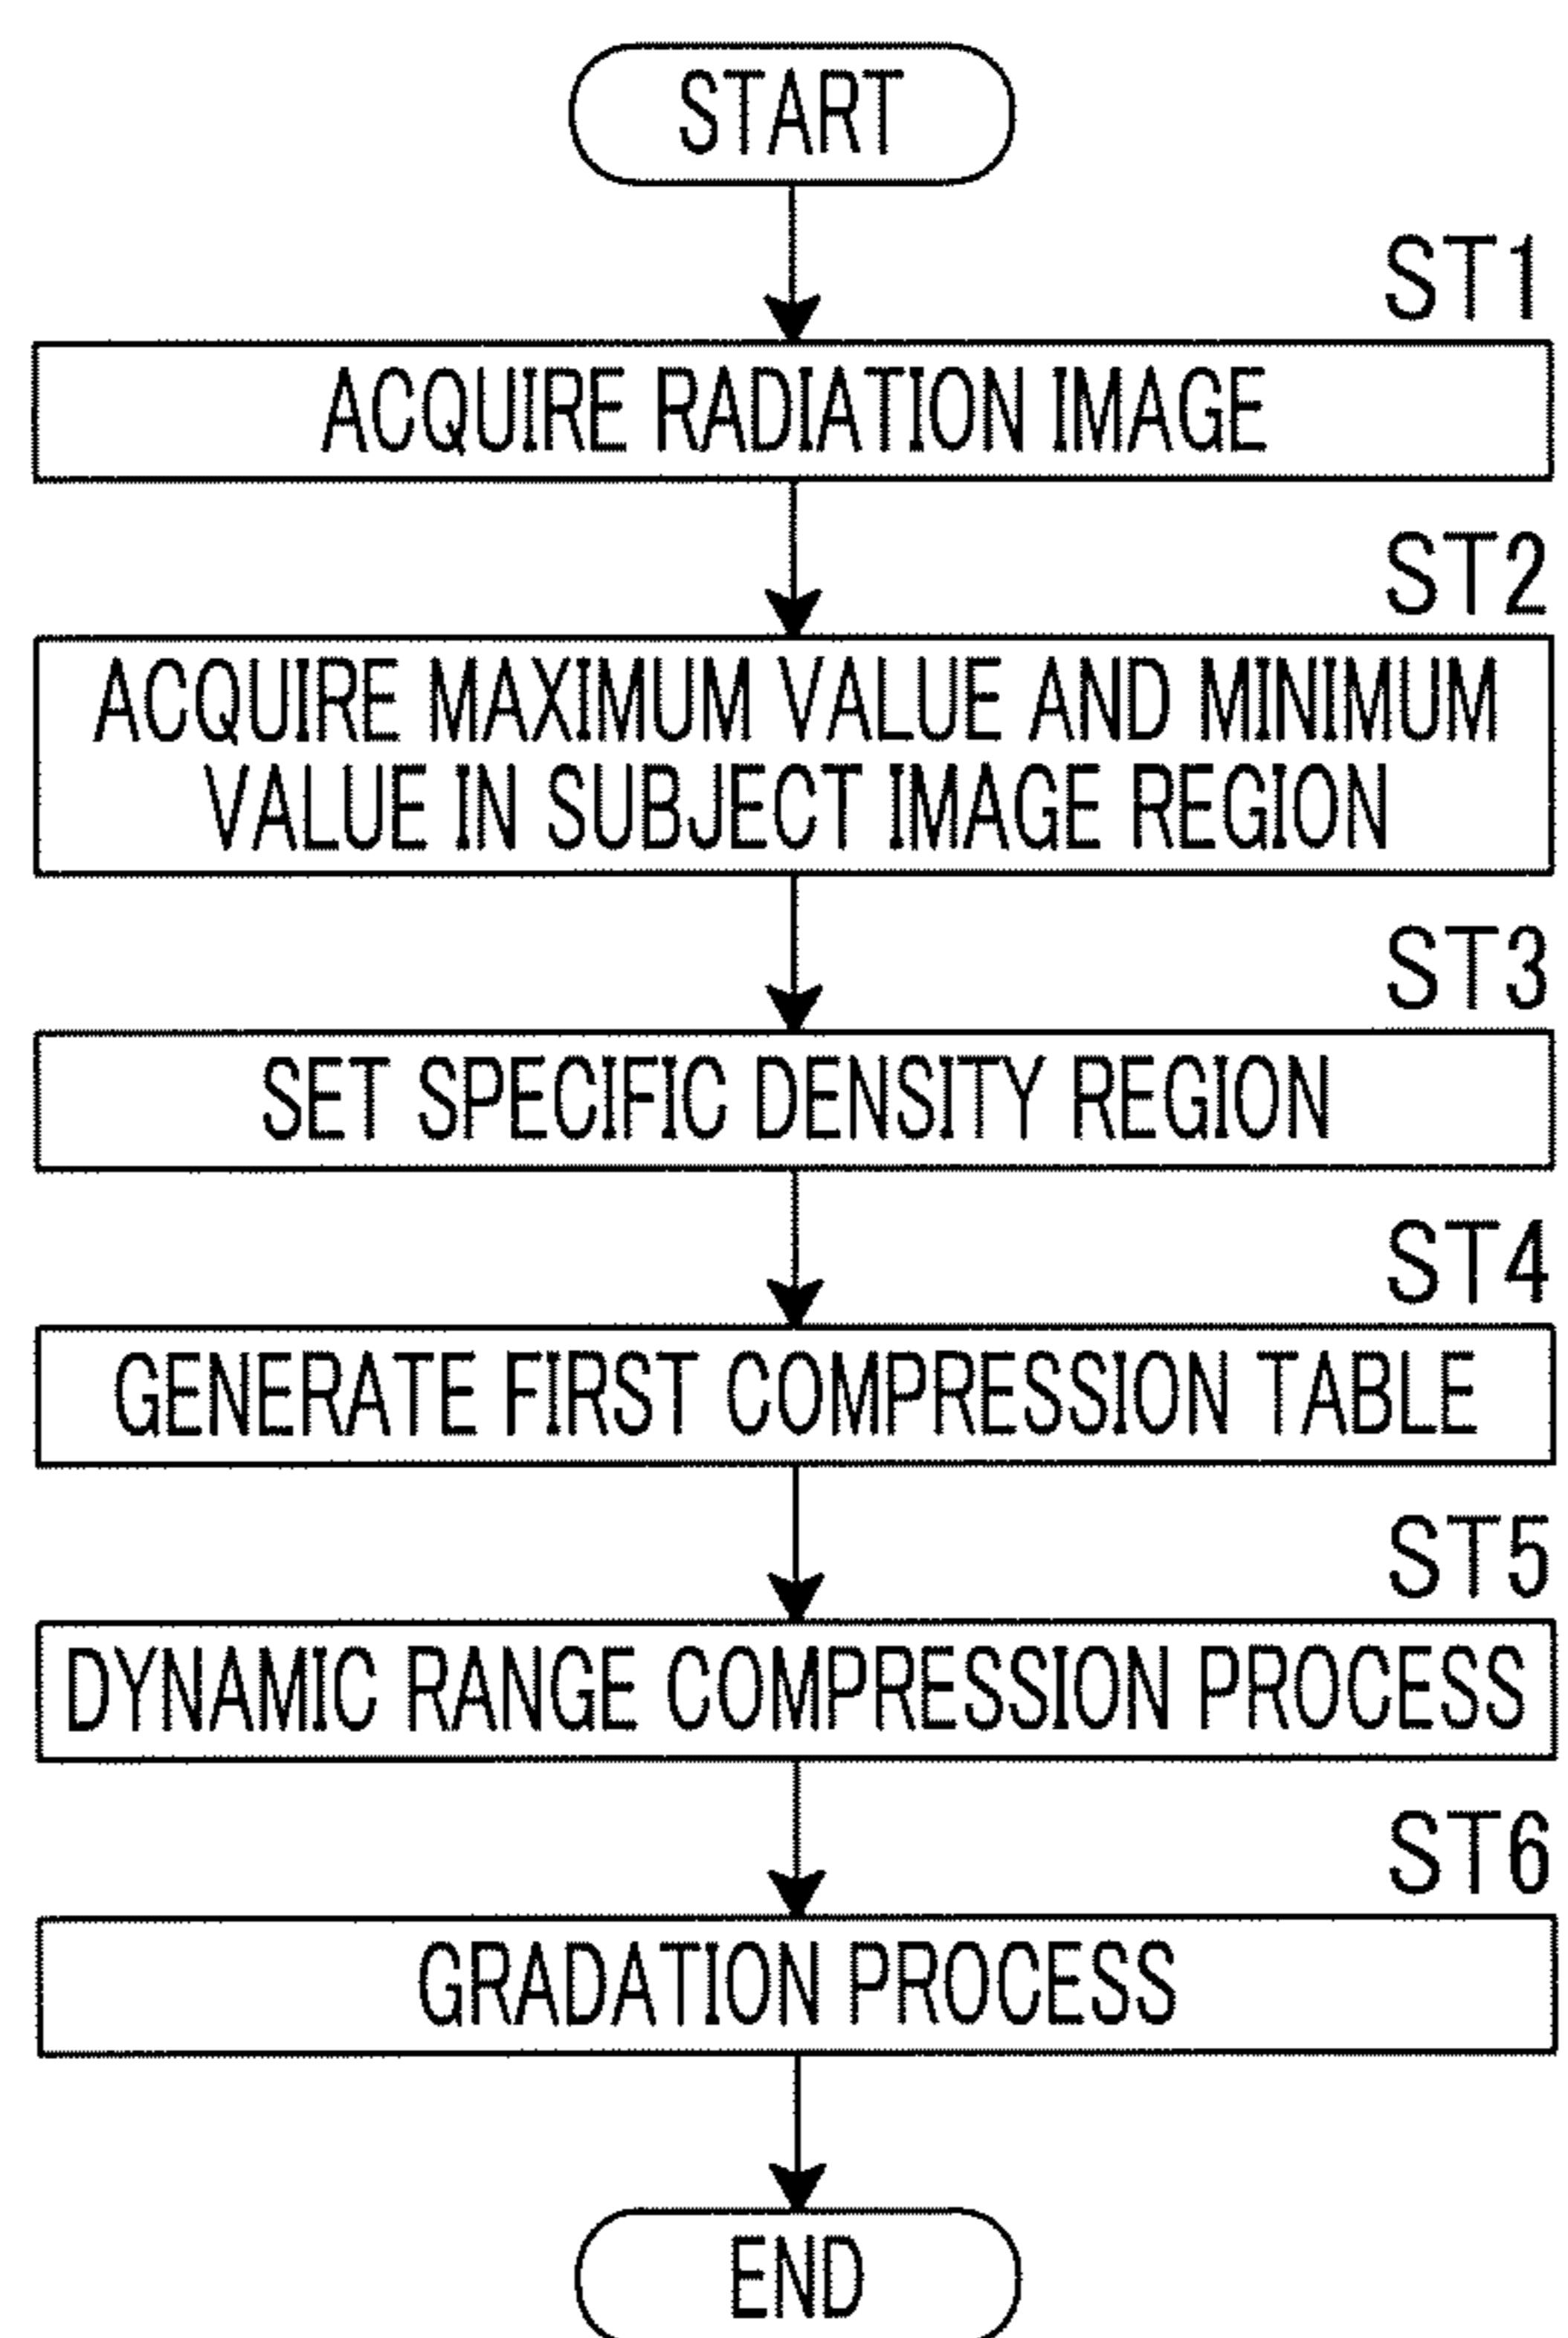 START
ST1
ACQUIRE RADIATION IMAGE
ST2
ACQUIRE MAXIMUM VALUE AND MINIMUM
VALUE IN SUBJECT IMAGE REGION
ST3
SET SPECIFIC DENSITY REGION
ST4
GENERATE FIRST COMPRESSION TABLE
ST5
DYNAMIC RANGE COMPRESSION PROCESS
ST6
GRADATION PROCESS
END